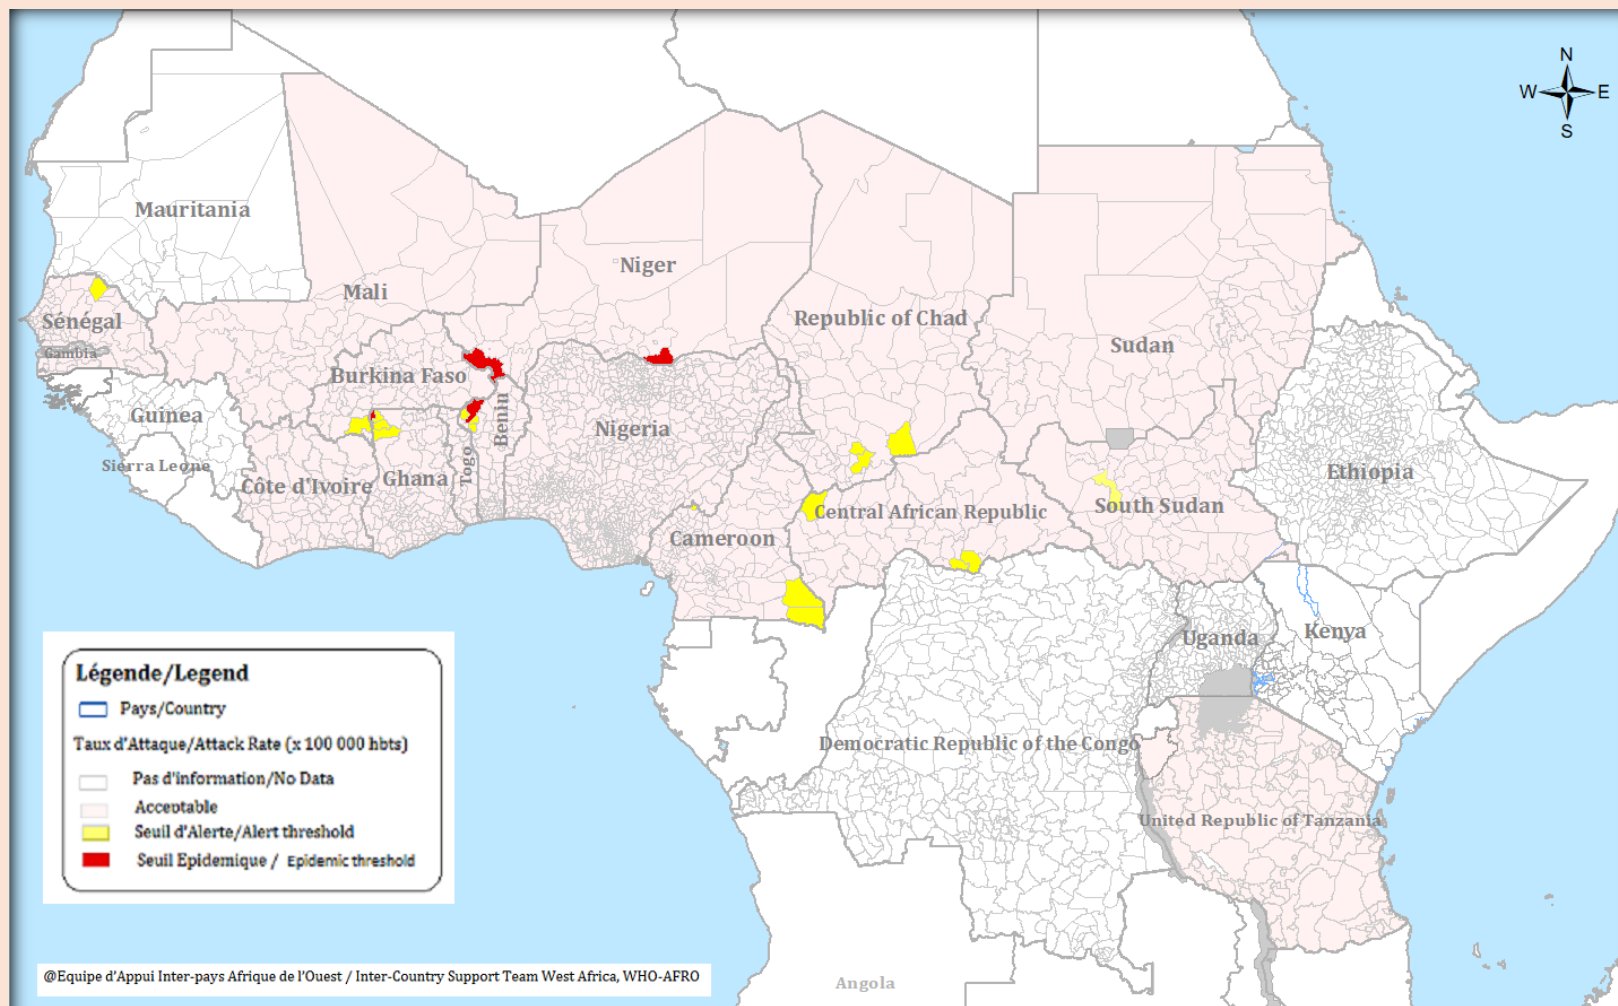 N
W E
S
Mauritania
Niger
Mali
Sénégal
Republic of Chad
Gambia
Sudan
Burkina Faso
Guinea
Benin
Nigeria
Sierra Leone
Togo
Ghana
Côte d'Ivoire
Ethiopia
South Sudan
Central African Republic
Cameroon
Uganda
Kenya
Democratic Republic of the Congo
United Republic of Tanzania
Angola
Légende/Legend
Pays/Country
Taux d'Attaque/Attack Rate (x 100 000 hbts)
Pas d'information/No Data
Acceptable
Seuil d'Alerte/Alert threshold
Seuil Epidemique / Epidemic threshold
@Equipe d'Appui Inter-pays Afrique de l'Ouest / Inter-Country Support Team West Africa, WHO-AFRO